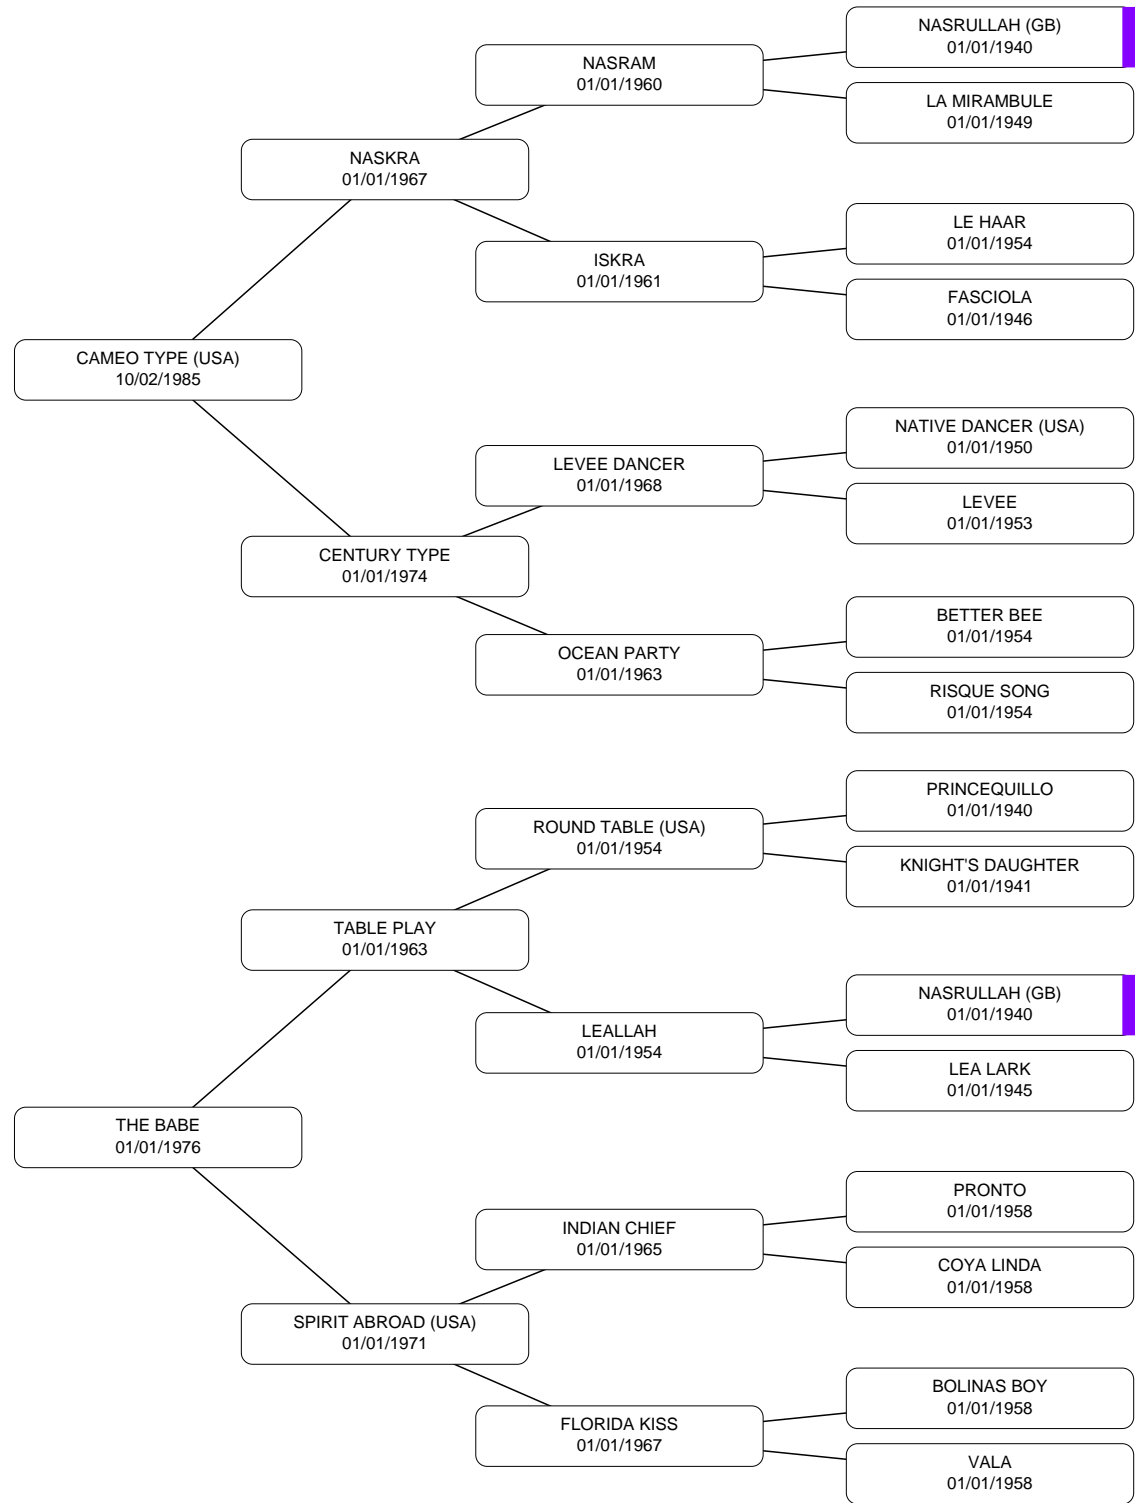 NASRULLAH (GB)
01/01/1940
NASRAM
01/01/1960
LA MIRAMBULE
01/01/1949
NASKRA
01/01/1967
LE HAAR
01/01/1954
ISKRA
01/01/1961
FASCIOLA
01/01/1946
CAMEO TYPE (USA)
10/02/1985
NATIVE DANCER (USA)
01/01/1950
LEVEE DANCER
01/01/1968
LEVEE
01/01/1953
CENTURY TYPE
01/01/1974
BETTER BEE
01/01/1954
OCEAN PARTY
01/01/1963
RISQUE SONG
01/01/1954
PRINCEQUILLO
01/01/1940
ROUND TABLE (USA)
01/01/1954
KNIGHT'S DAUGHTER
01/01/1941
TABLE PLAY
01/01/1963
NASRULLAH (GB)
01/01/1940
LEALLAH
01/01/1954
LEA LARK
01/01/1945
THE BABE
01/01/1976
PRONTO
01/01/1958
INDIAN CHIEF
01/01/1965
COYA LINDA
01/01/1958
SPIRIT ABROAD (USA)
01/01/1971
BOLINAS BOY
01/01/1958
FLORIDA KISS
01/01/1967
VALA
01/01/1958